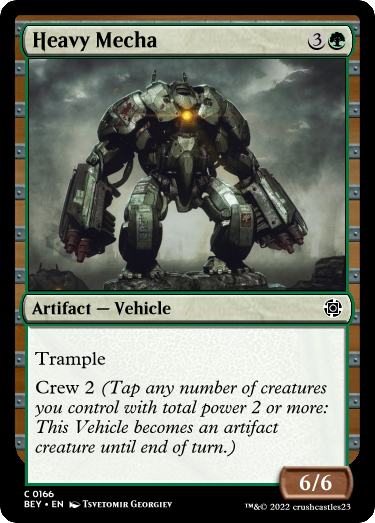 Heavy Mecha 3
Artifact — Vehicle
Trample
Crew 2 (Tap any number of creatures
you control with total power 2 or more:
This Vehicle becomes an artifact
creature until end of turn.)
6/6
C 0166
BEY • EN Tsvetomir Georgiev
™&© 2022 crushcastles23